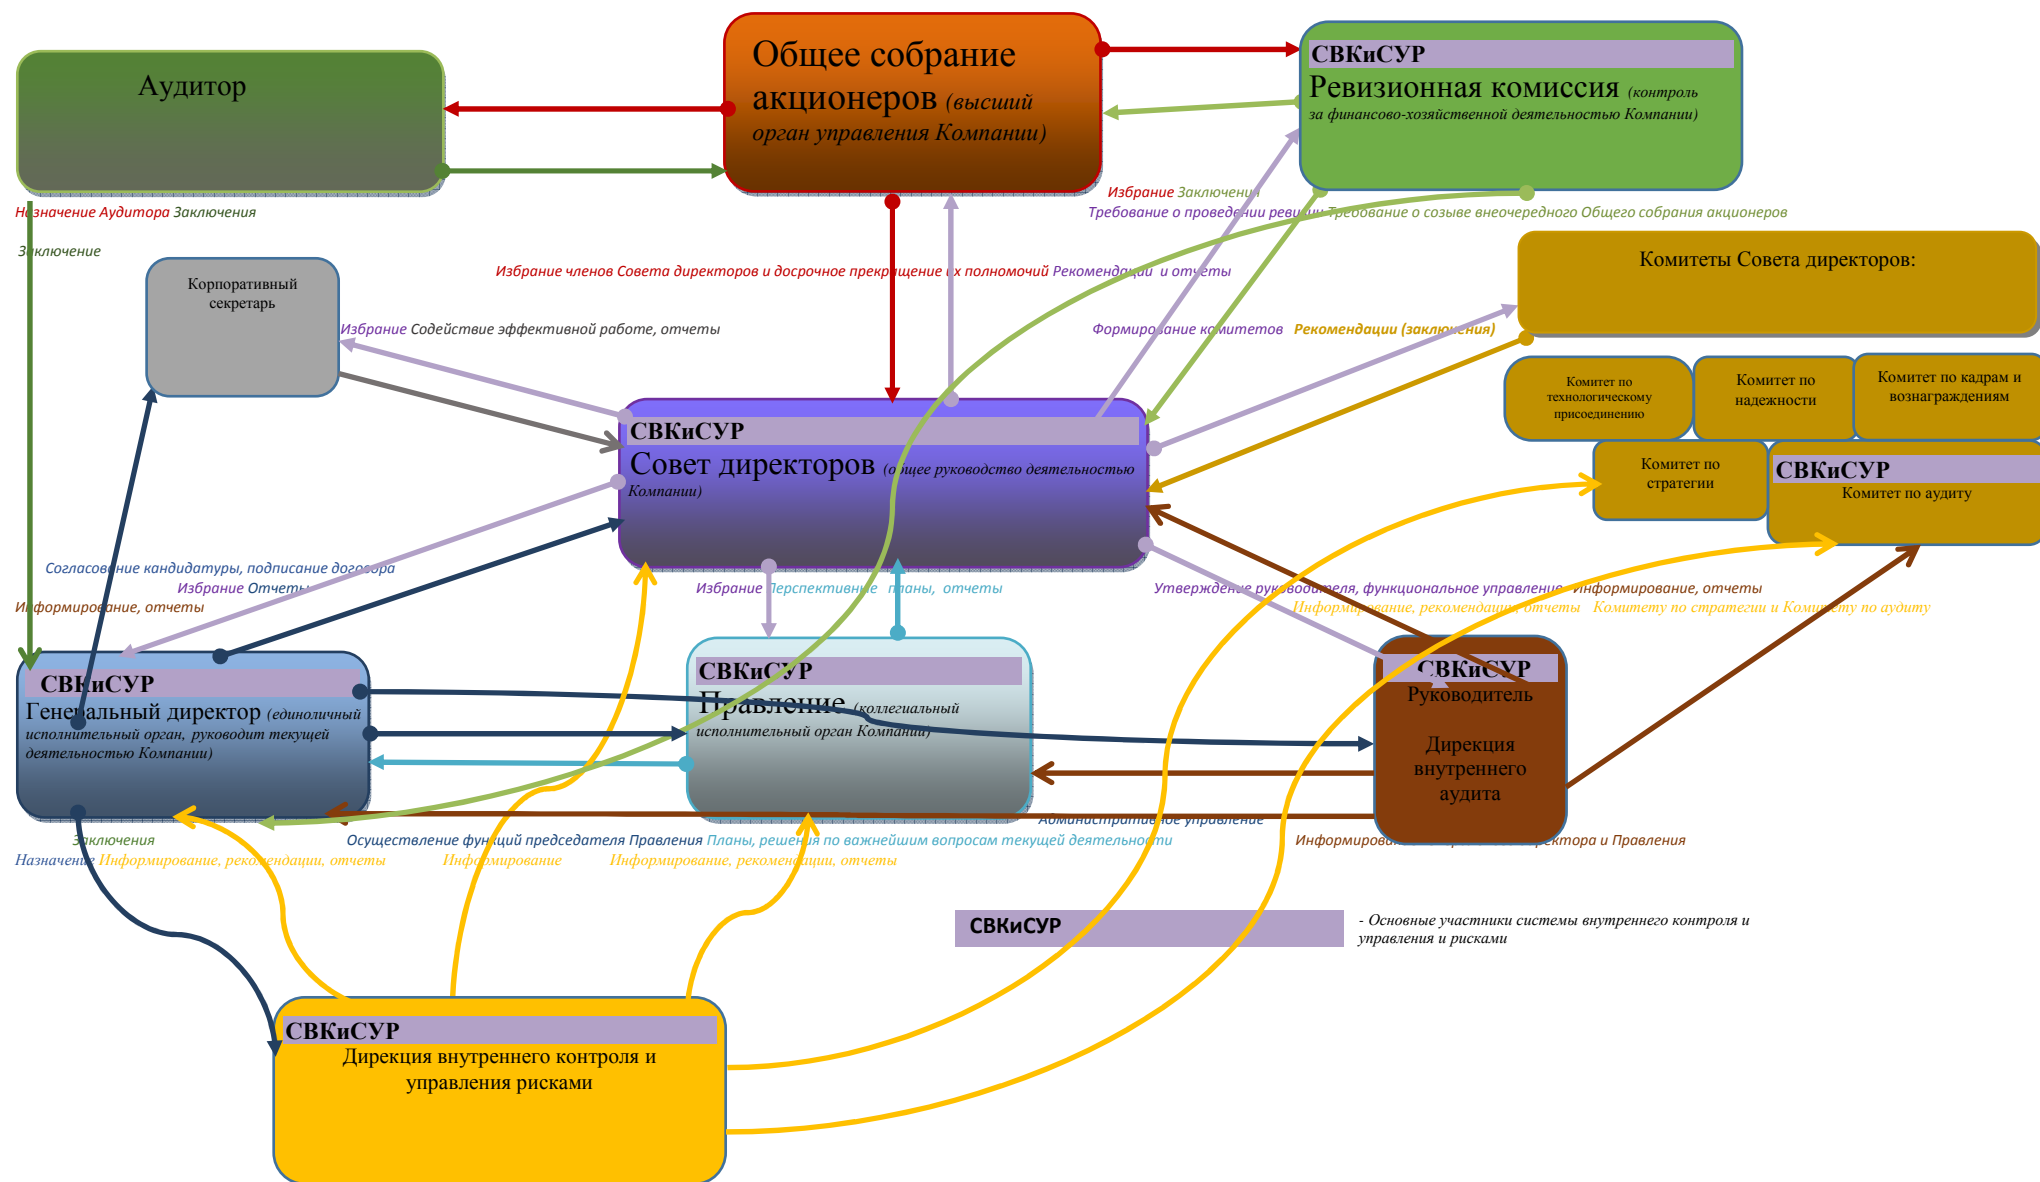 Аудитор
Общее собрание
акционеров (высший
орган управления Компании)
СВКиСУР
Ревизионная комиссия (контроль
за финансово-хозяйственной деятельностью Компании)
Назначение Аудитора Заключения
Избрание Заключения
Требование о проведении ревизии Требование о созыве внеочередного Общего собрания акционеров
Заключение
Корпоративный
секретарь
Избрание членов Совета директоров и досрочное прекращение их полномочий Рекомендации и отчеты
Комитеты Совета директоров:
Избрание Содействие эффективной работе, отчеты
Формирование комитетов Рекомендации (заключения)
Комитет по
технологическому
присоединению
Комитет по
надежности
Комитет по кадрам и
вознаграждениям
СВКиСУР
Совет директоров (общее руководство деятельностью
Компании)
Комитет по
стратегии
СВКиСУР
Комитет по аудиту
Согласование кандидатуры, подписание договора
Избрание Отчеты
Информирование, отчеты
Избрание Перспективные планы, отчеты
Утверждение руководителя, функциональное управление Информирование, отчеты
Информирование, рекомендации, отчеты Комитету по стратегии и Комитету по аудиту
СВКиСУР
Генеральный директор (единоличный
исполнительный орган, руководит текущей
деятельностью Компании)
СВКиСУР
Правление (коллегиальный
исполнительный орган Компании)
СВКиСУР
Руководитель
Дирекция
внутреннего
аудита
Административное управление
Заключения
Осуществление функций председателя Правления Планы, решения по важнейшим вопросам текущей деятельности
Назначение Информирование, рекомендации, отчеты
Информирование
Информирование, рекомендации, отчеты
ектора и Правления
СВКиСУР
- Основные участники системы внутреннего контроля и
управления и рисками
СВКиСУР
Дирекция внутреннего контроля и
управления рисками